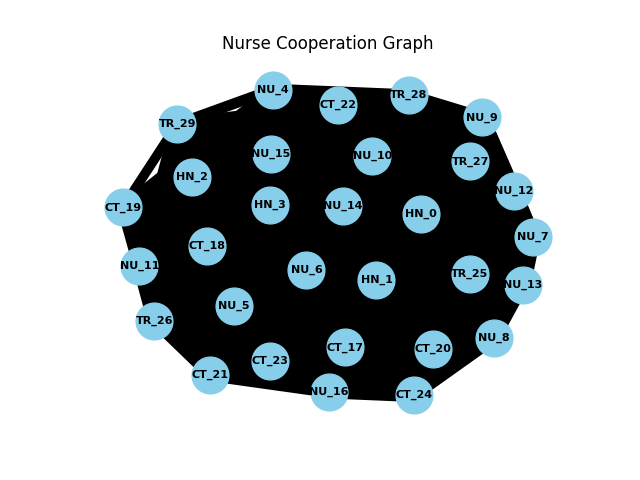 Nurse Cooperation Graph
NU_4
TR_28
CT_22
NU_9
TR_29
NU_15
NU_10
TR_27
HN_2
NU_12
CT_19
HN_3
NU_14
HN_0
NU_7
CT_18
NU_11
NU_6
HN_1
TR_25
NU_13
NU_5
TR_26
NU_8
CT_17
CT_20
CT_23
CT_21
NU_16
CT_24